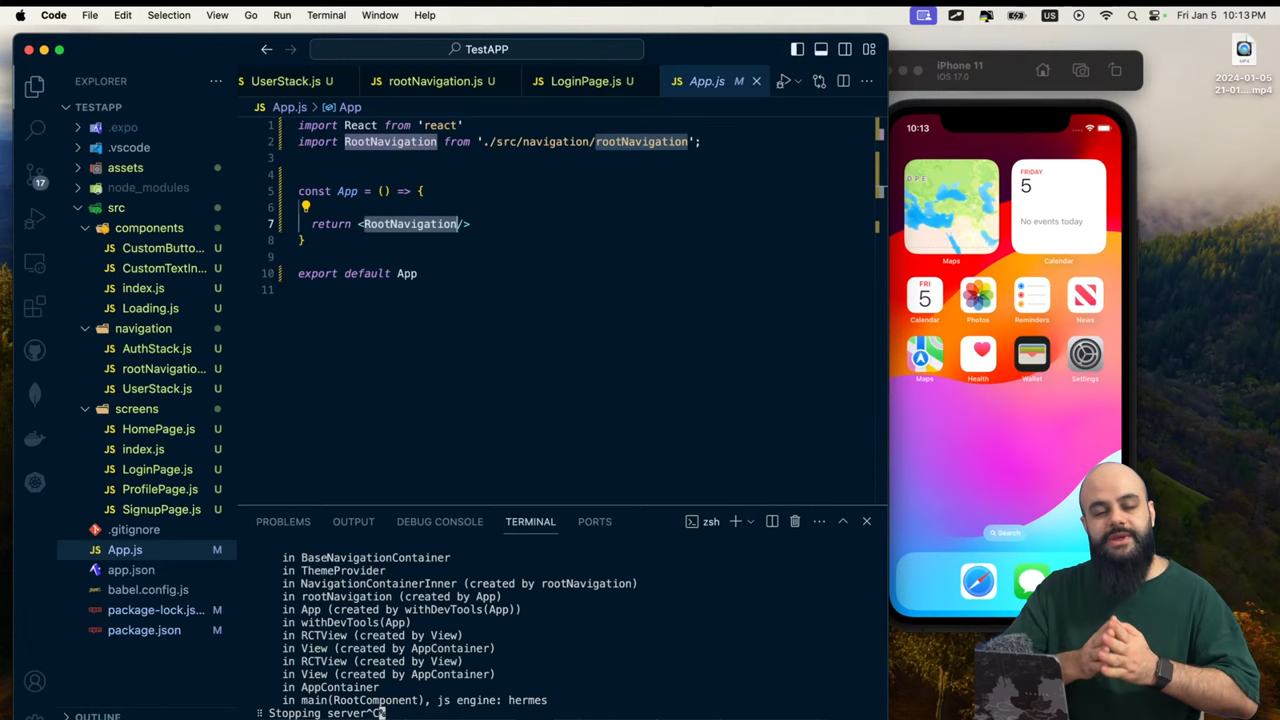 Code File Edit Selection View Go Run Terminal Window Help
US Fri Jan 5 10:13 PM
TestAPP
EXPLORER
UserStack.js U
rootNavigation.js U
LoginPage.js U
App.js M
App.js > App
TESTAPP
.expo
.vscode
assets
node_modules
src
components
CustomButto... U
CustomTextIn... U
index.js U
Loading.js U
navigation
AuthStack.js U
rootNavigatio... U
UserStack.js U
screens
HomePage.js U
index.js U
LoginPage.js U
ProfilePage.js U
SignupPage.js U
.gitignore
App.js M
app.json
babel.config.js
package-lock.js... M
package.json M
OUTLINE
17
1 import React from 'react'
2 import RootNavigation from './src/navigation/rootNavigation';
3
4
5 const App = () => {
6
7 return <RootNavigation/>
8 }
9
10 export default App
11
PROBLEMS OUTPUT DEBUG CONSOLE TERMINAL PORTS
zsh
in BaseNavigationContainer
in ThemeProvider
in NavigationContainerInner (created by rootNavigation)
in rootNavigation (created by App)
in App (created by withDevTools(App))
in withDevTools(App)
in RCTView (created by View)
in View (created by AppContainer)
in RCTView (created by View)
in View (created by AppContainer)
in AppContainer
in main(RootComponent), js engine: hermes
Stopping server^C
iPhone 11
iOS 17.0
10:13
OPE
Maps
FRIDAY
5
No events today
Calendar
FRI
5
Calendar
Photos
Reminders
News
Maps
Health
Wallet
Settings
Search
MP4
2024-01-05
21-01....mp4